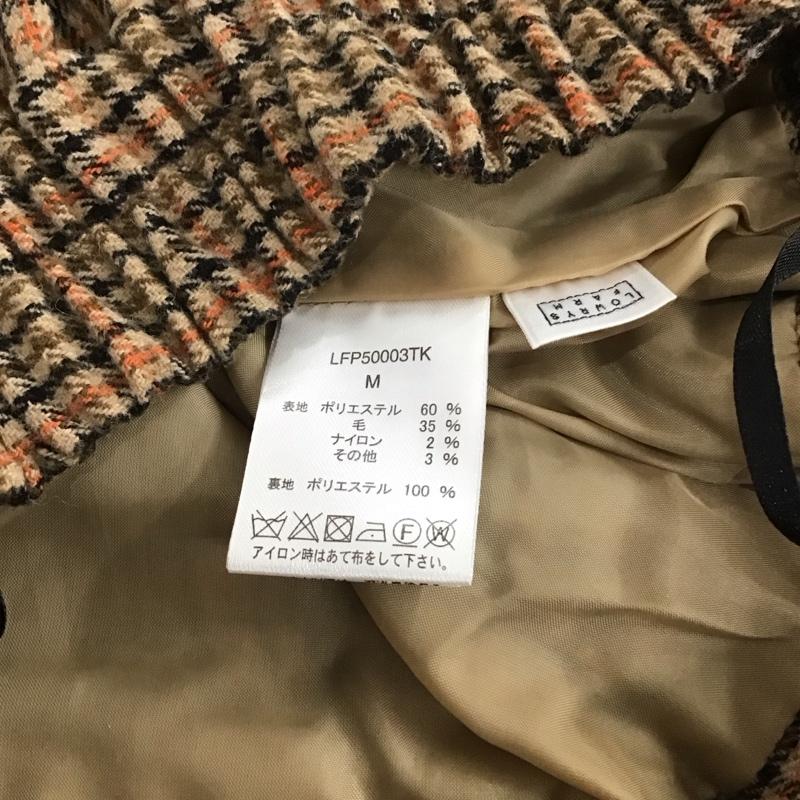 LOWRYS
FARM
LFP50003TK
M
表地 ポリエステル 60 %
毛 35 %
ナイロン 2 %
その他 3 %
裏地 ポリエステル 100 %
F W
アイロン時はあて布をして下さい。